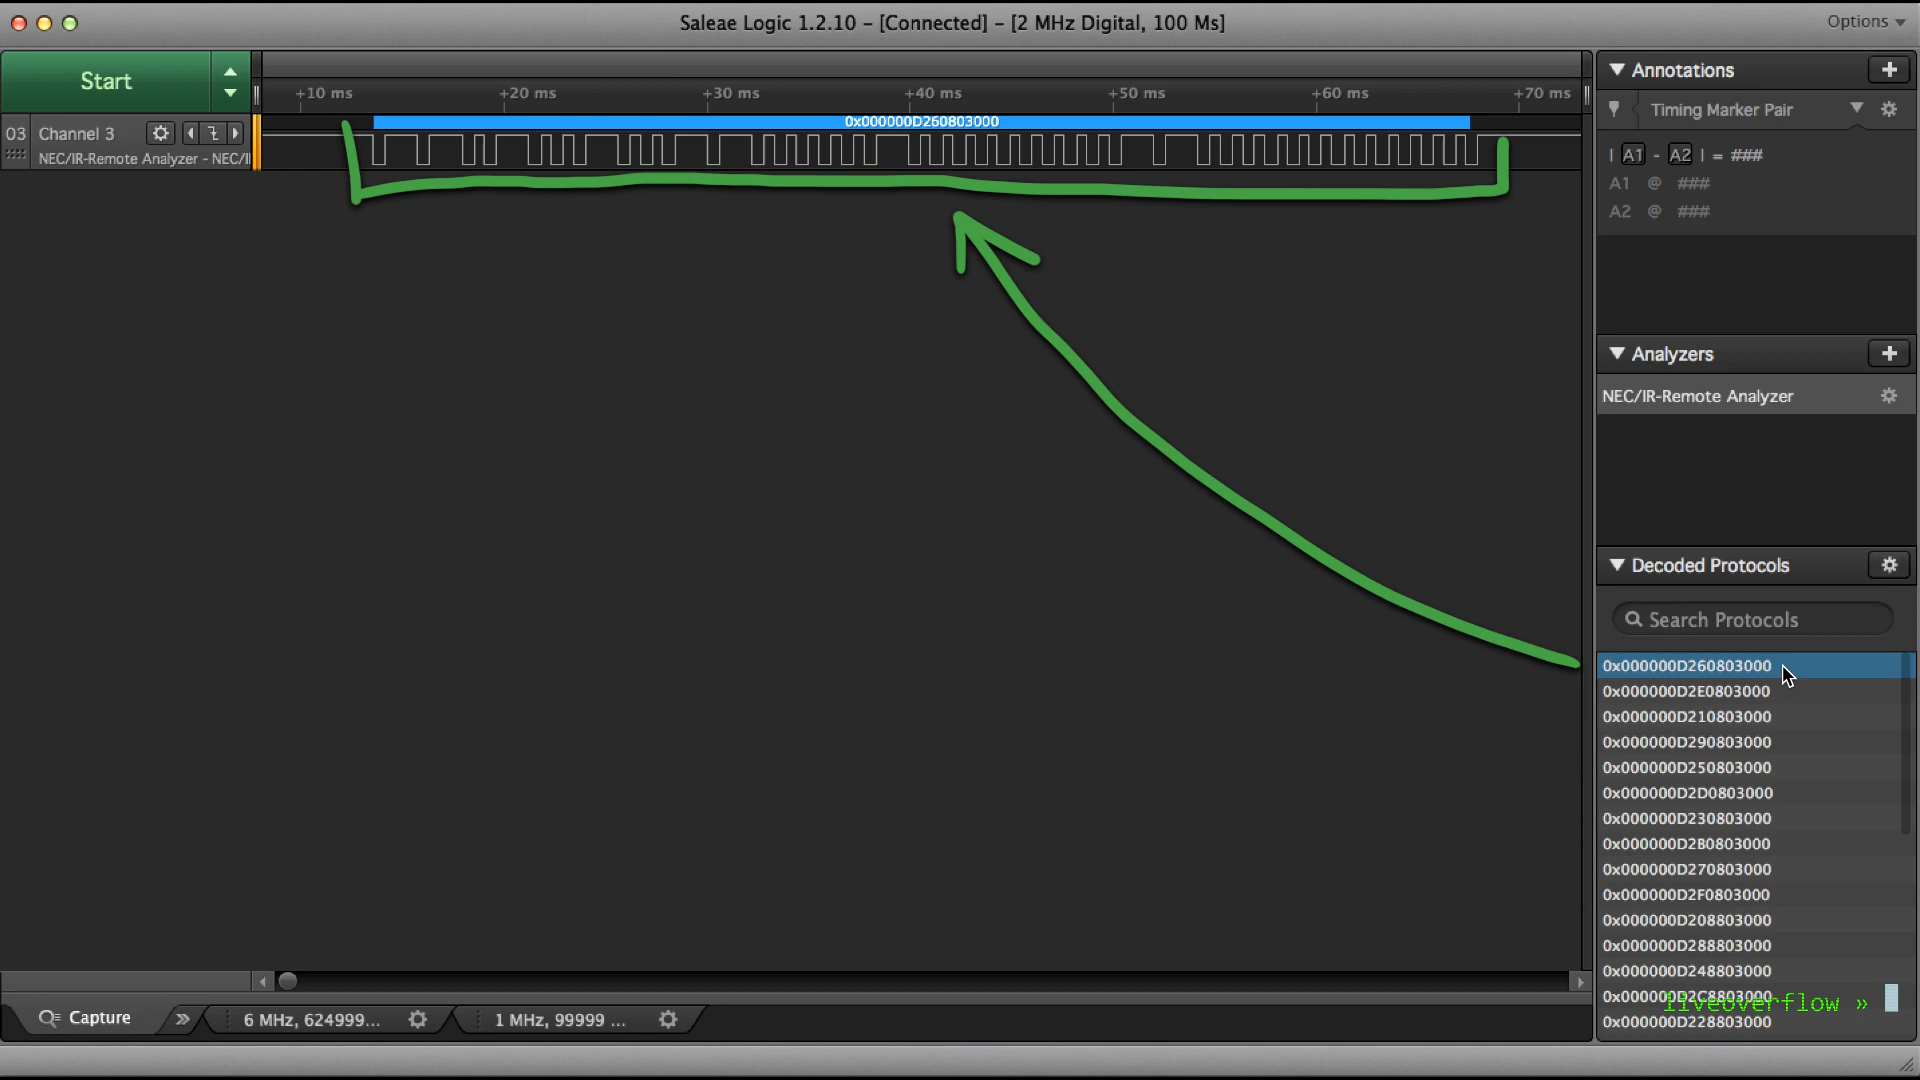 Saleae Logic 1.2.10 – [Connected] – [2 MHz Digital, 100 Ms]
Options
Start
+10 ms +20 ms +30 ms +40 ms +50 ms +60 ms +70 ms
03 Channel 3
NEC/IR-Remote Analyzer - NEC/I
0x000000D260803000
Annotations
Timing Marker Pair
| A1 - A2 | = ###
A1 @ ###
A2 @ ###
Analyzers
NEC/IR-Remote Analyzer
Decoded Protocols
Search Protocols
0x000000D260803000
0x000000D2E0803000
0x000000D210803000
0x000000D290803000
0x000000D250803000
0x000000D2D0803000
0x000000D230803000
0x000000D2B0803000
0x000000D270803000
0x000000D2F0803000
0x000000D208803000
0x000000D288803000
0x000000D248803000
0x000000D2C8803000
liveoverflow »
0x000000D228803000
Capture
6 MHz, 624999...
1 MHz, 99999 ...